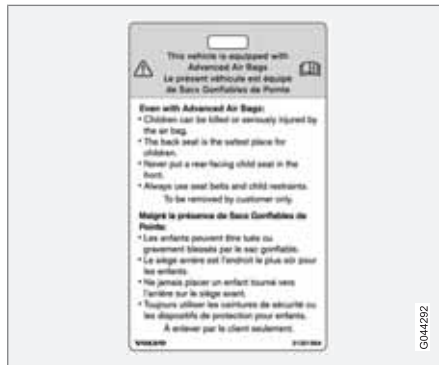 This vehicle is equipped with
Advanced Air Bags
Le présent véhicule est équipé
de Sacs Gonflables de Pointe
Even with Advanced Air Bags:
• Children can be killed or seriously injured by
the air bag.
• The back seat is the safest place for
children.
• Never put a rear-facing child seat in the
front.
• Always use seat belts and child restraints.
To be removed by customer only.
Malgré la présence de Sacs Gonflables de
Pointe:
• Les enfants peuvent être tués ou
gravement blessés par le sac gonflable.
• Le siège arrière est l'endroit le plus sûr pour
les enfants.
• Ne jamais placer un enfant tourné vers
l'arrière sur le siège avant.
• Toujours utiliser les ceintures de sécurité ou
les dispositifs de protection pour enfants.
À enlever par le client seulement.
VOLVO
G044292